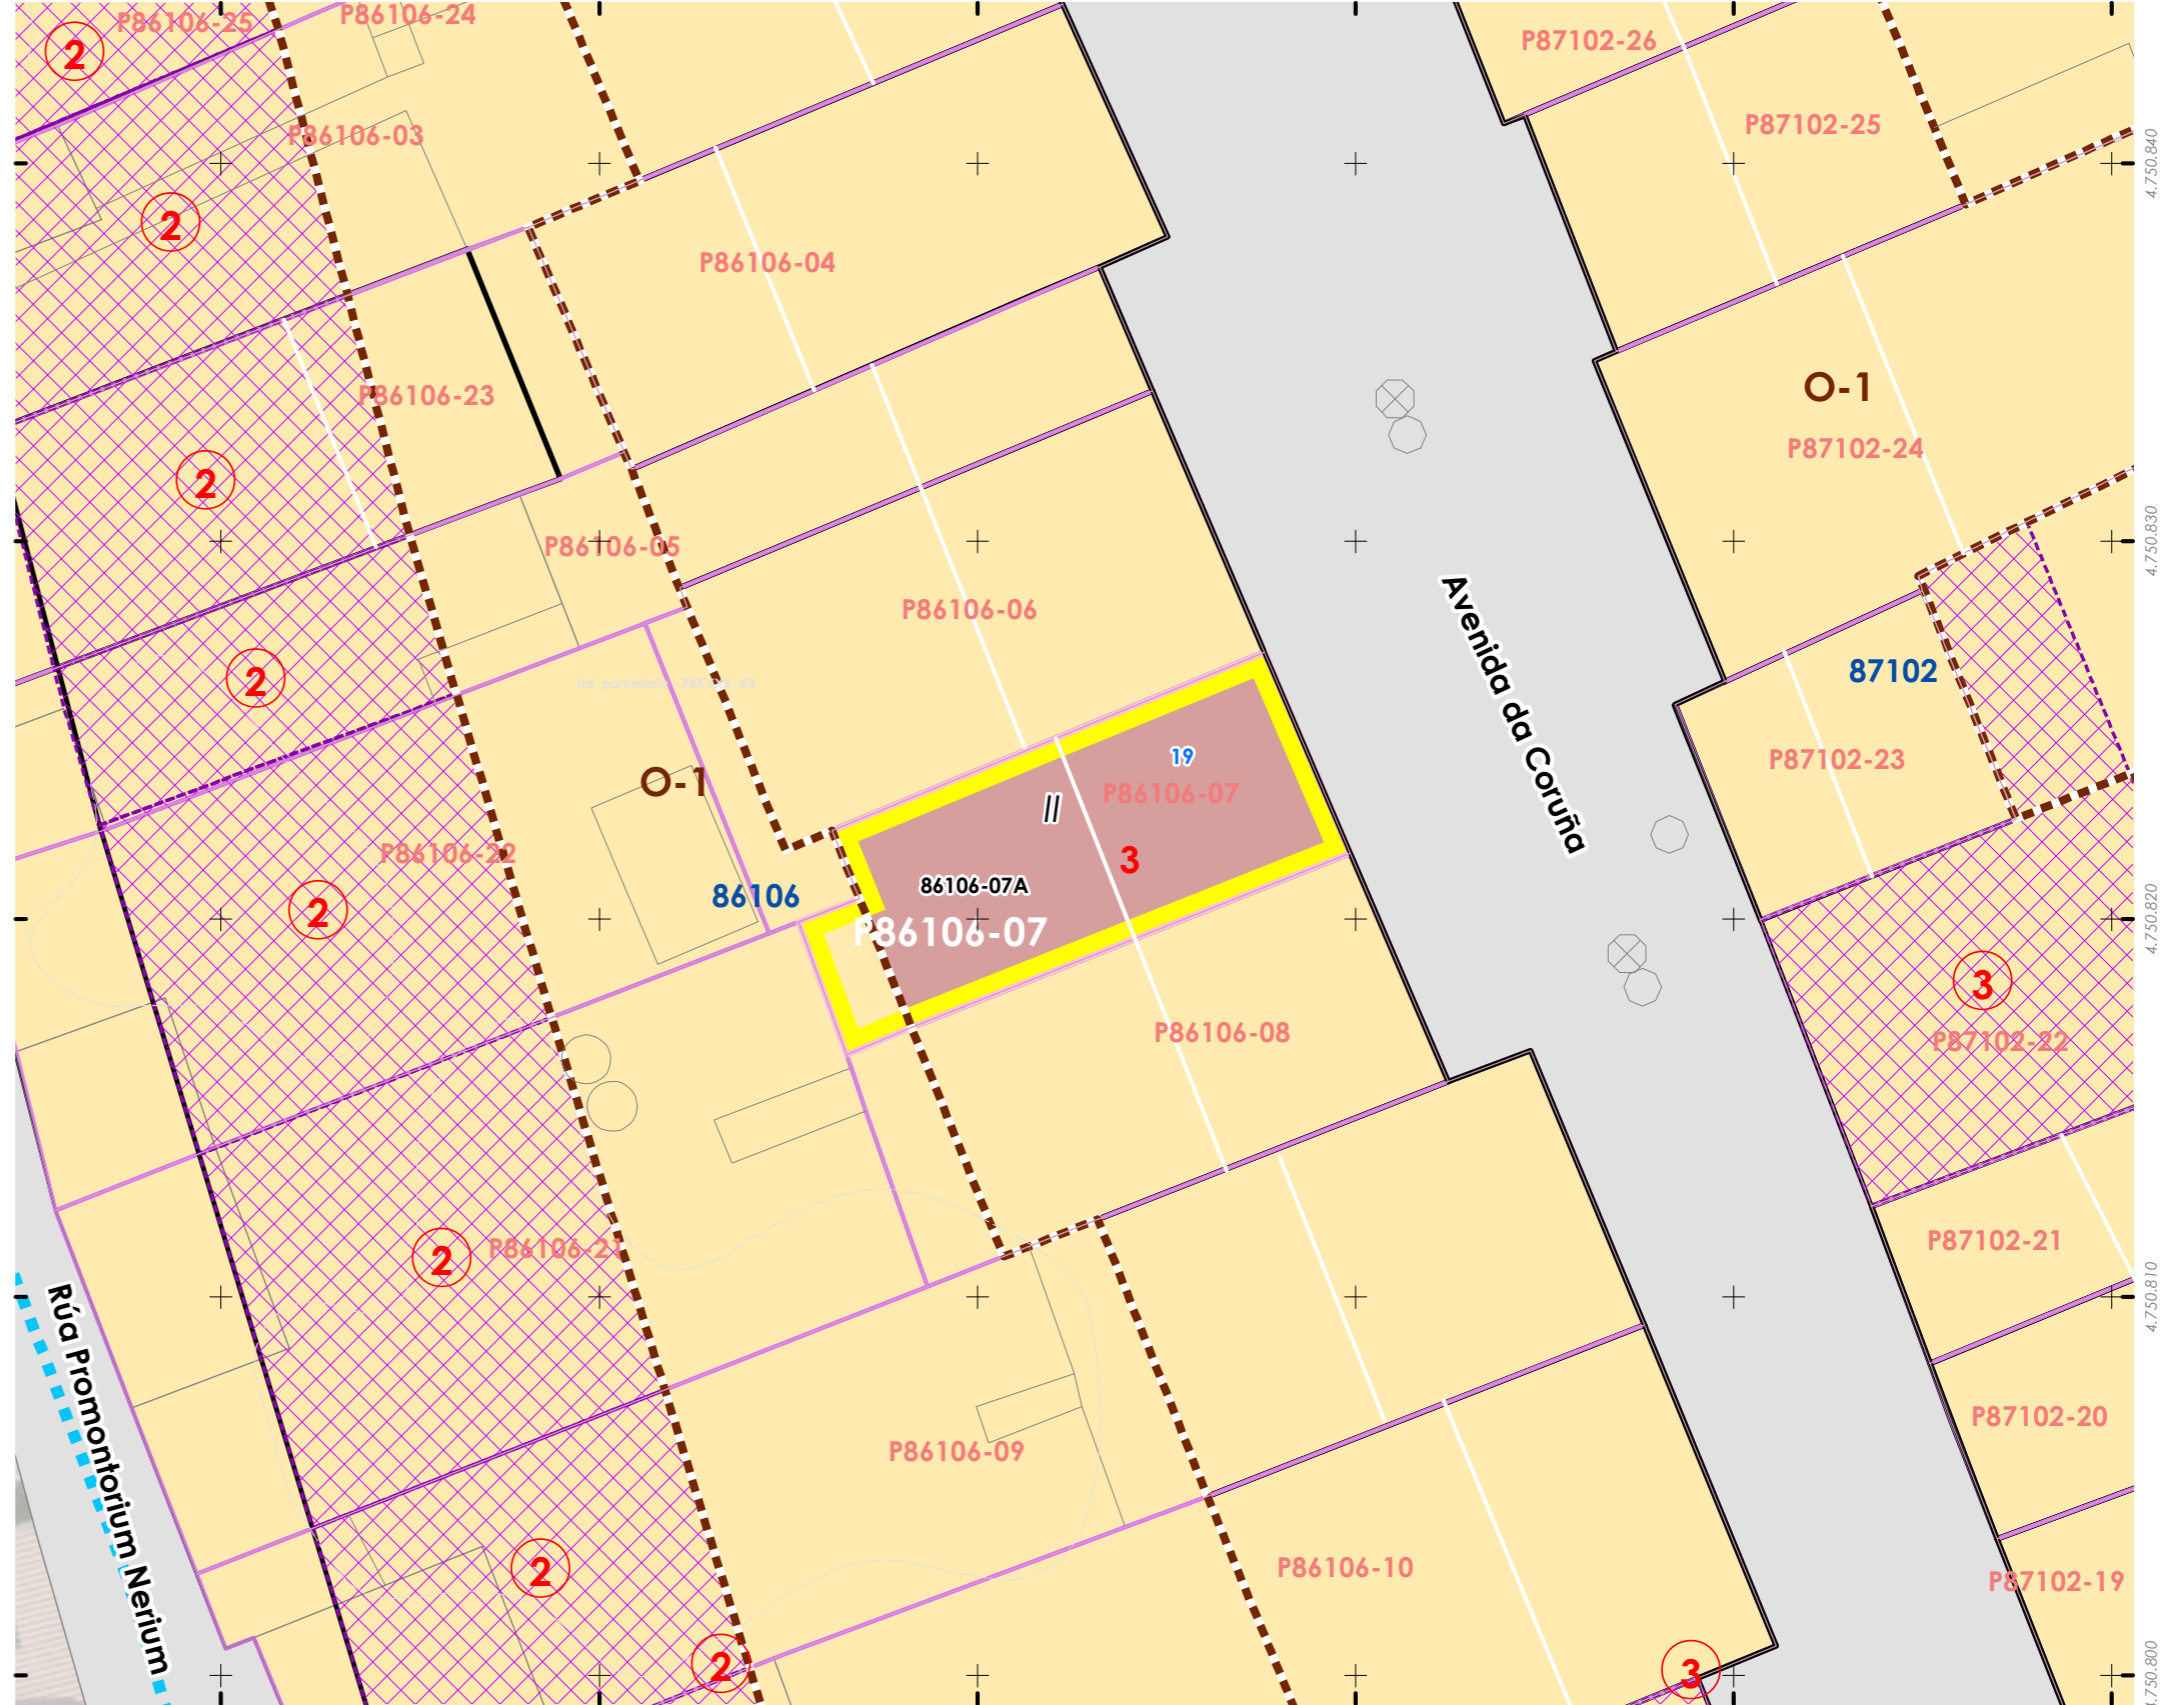 P86106-25
P86106-24
2
P87102-26
P86106-03
P87102-25
4.750.840
2
P86106-04
O-1
P86106-23
P87102-24
2
4.750.830
P86106-05
P86106-06
Avenida da Coruña
87102
2
Ud. parcelaria: P8XXXX-XX
19
P87102-23
O-1
P86106-07
II
P86106-22
3
86106-07A
86106
2
P86106-07
4.750.820
3
P86106-08
P87102-22
P86106-21
2
P87102-21
4.750.810
Rúa Promontorium Nerium
P87102-20
P86106-09
2
P86106-10
P87102-19
2
3
4.750.800